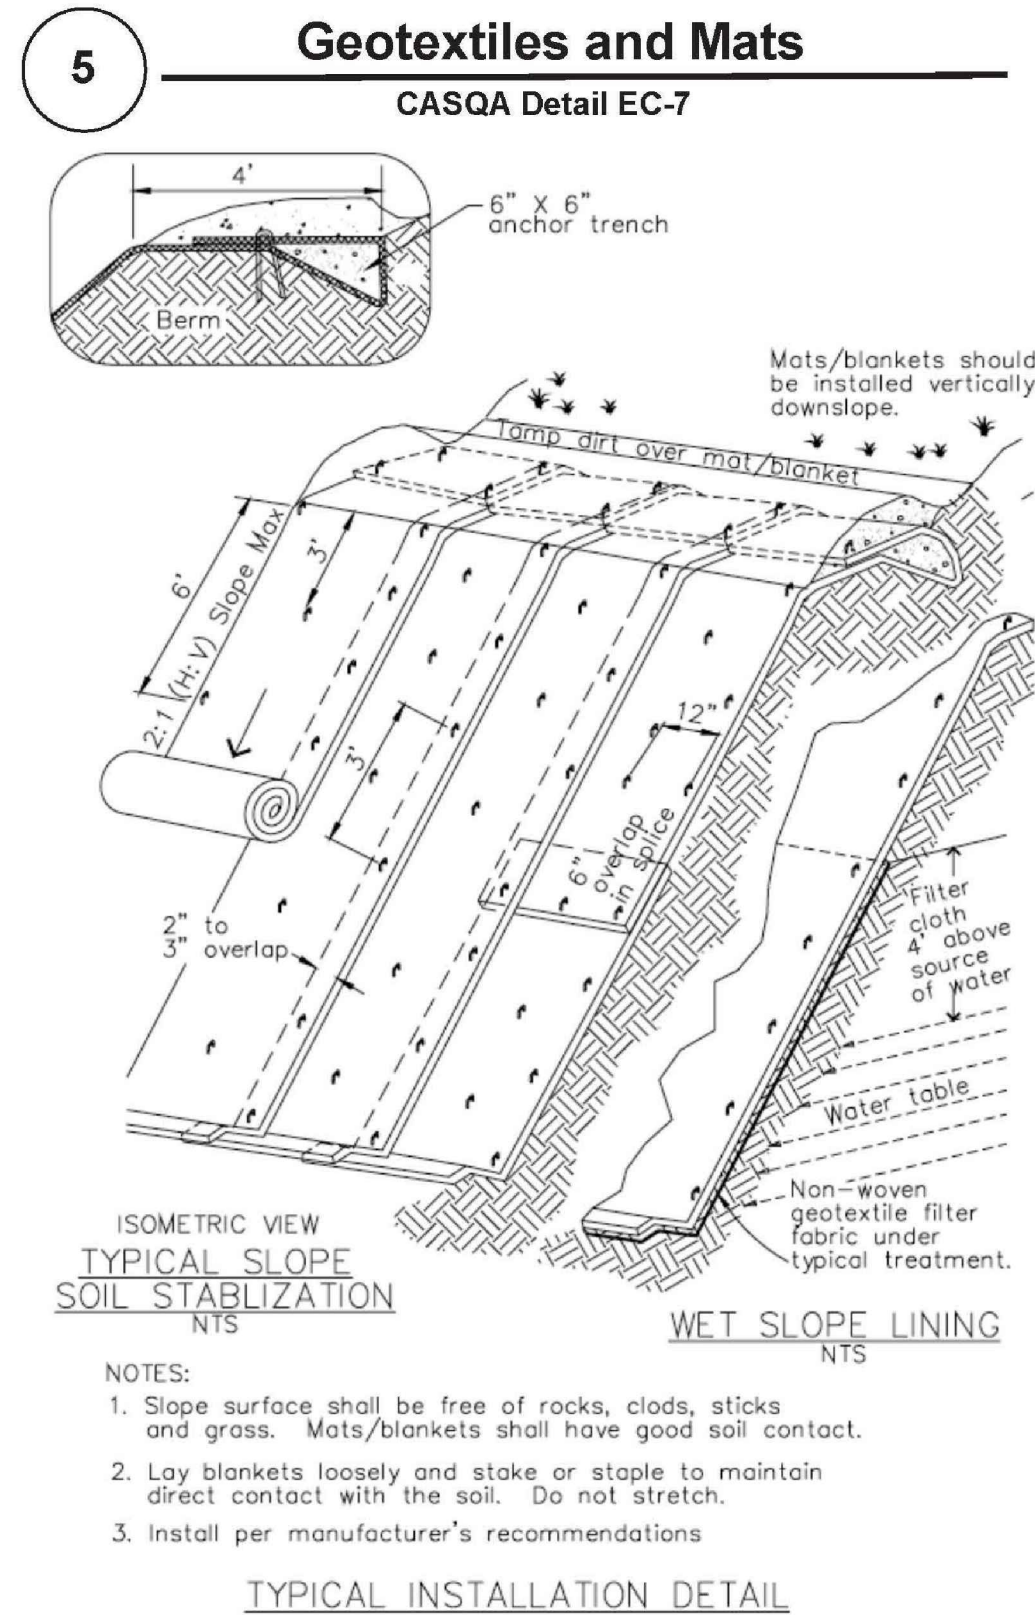 5
Geotextiles and Mats
CASQA Detail EC-7
4'
6" X 6"
anchor trench
Berm
Mats/blankets should
be installed vertically
downslope.
Tamp dirt over mat/blanket
6'
2:1 (H:V) Slope Max
3'
3'
12"
6" overlap
in splice
2" to
3" overlap
Filter
cloth
4' above
source
of water
Water table
Non-woven
geotextile filter
fabric under
typical treatment.
ISOMETRIC VIEW
TYPICAL SLOPE
SOIL STABLIZATION
NTS
WET SLOPE LINING
NTS
NOTES:
1. Slope surface shall be free of rocks, clods, sticks
and grass. Mats/blankets shall have good soil contact.
2. Lay blankets loosely and stake or staple to maintain
direct contact with the soil. Do not stretch.
3. Install per manufacturer's recommendations
TYPICAL INSTALLATION DETAIL